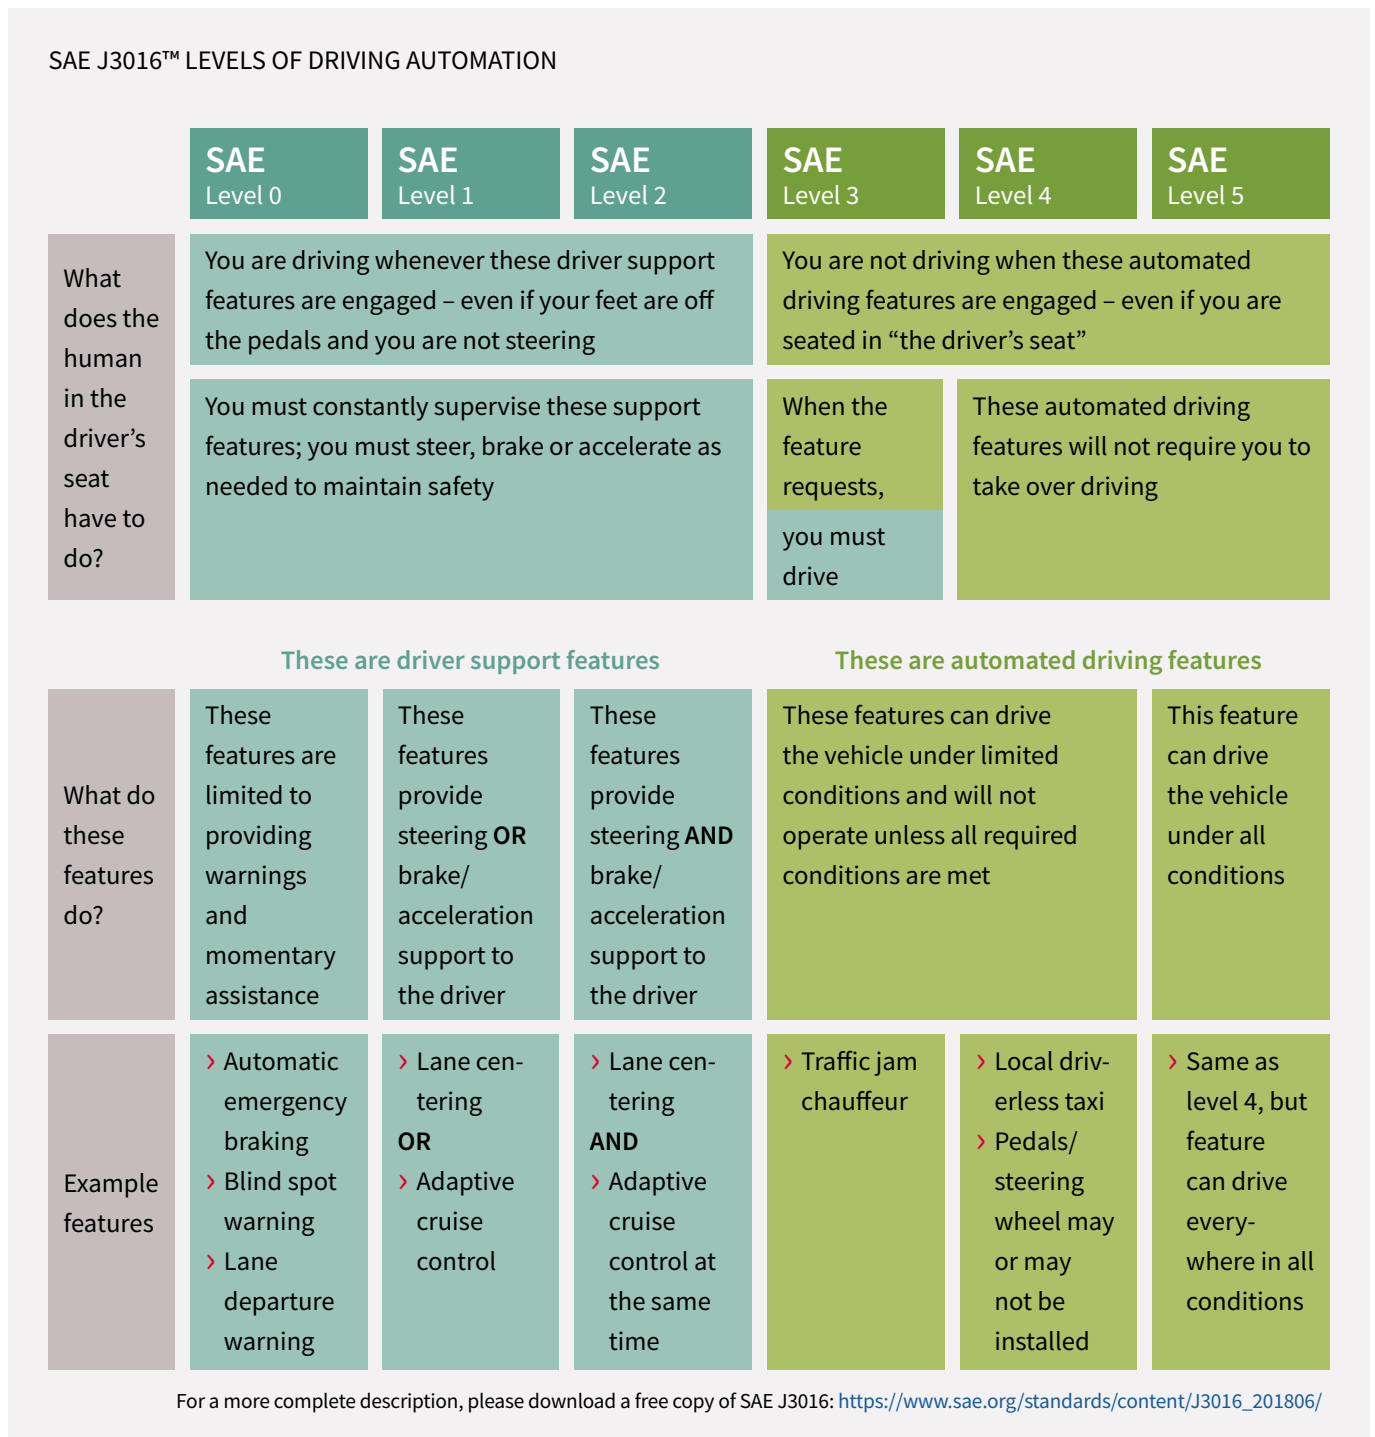 SAE J3016™ LEVELS OF DRIVING AUTOMATION
SAE
Level 0
SAE
Level 1
SAE
Level 2
SAE
Level 3
SAE
Level 4
SAE
Level 5
What
does the
human
in the
driver’s
seat
have to
do?
You are driving whenever these driver support
features are engaged – even if your feet are off
the pedals and you are not steering
You are not driving when these automated
driving features are engaged – even if you are
seated in “the driver’s seat”
You must constantly supervise these support
features; you must steer, brake or accelerate as
needed to maintain safety
When the
feature
requests,
you must
drive
These automated driving
features will not require you to
take over driving
These are driver support features
These are automated driving features
What do
these
features
do?
These
features are
limited to
providing
warnings
and
momentary
assistance
These
features
provide
steering OR
brake/
acceleration
support to
the driver
These
features
provide
steering AND
brake/
acceleration
support to
the driver
These features can drive
the vehicle under limited
conditions and will not
operate unless all required
conditions are met
This feature
can drive
the vehicle
under all
conditions
Example
features
› Automatic
emergency
braking
› Blind spot
warning
› Lane
departure
warning
› Lane cen-
tering
OR
› Adaptive
cruise
control
› Lane cen-
tering
AND
› Adaptive
cruise
control at
the same
time
› Traffic jam
chauffeur
› Local driv-
erless taxi
› Pedals/
steering
wheel may
or may
not be
installed
› Same as
level 4, but
feature
can drive
every-
where in all
conditions
For a more complete description, please download a free copy of SAE J3016: https://www.sae.org/standards/content/J3016_201806/